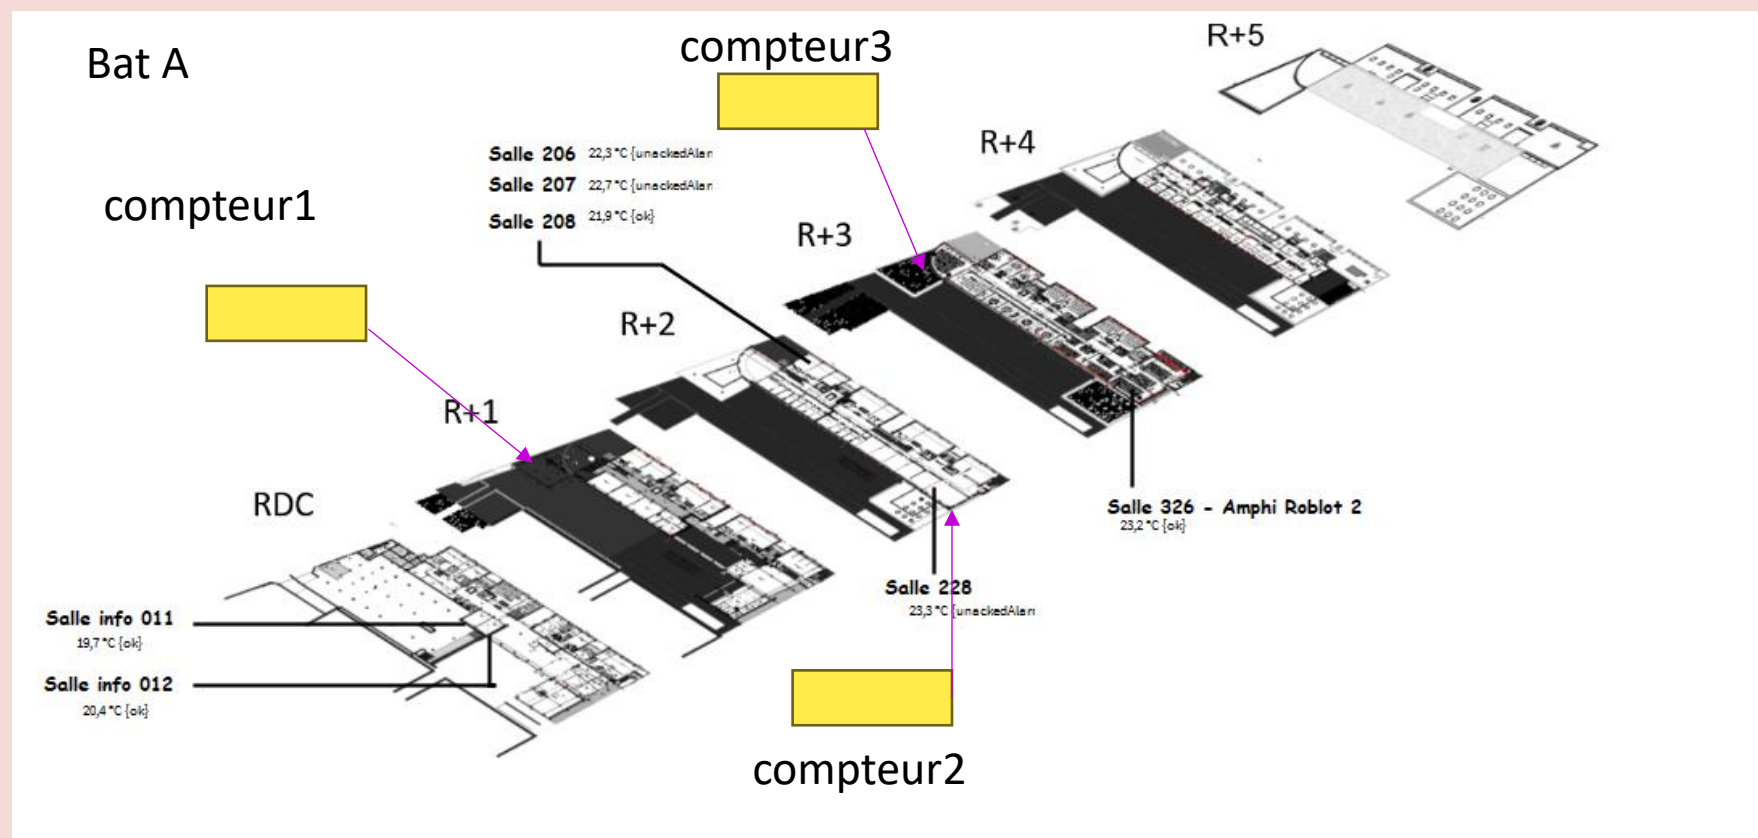 Bat A
compteur3
R+5
R+4
Salle 206 22,3 °C {unackedAlar
Salle 207 22,7 °C {unackedAlar
Salle 208 21,9 °C {ok}
compteur1
R+3
R+2
R+1
RDC
Salle 326 - Amphi Roblot 2
23,2 °C {ok}
Salle 228
23,3 °C {unackedAlar
Salle info 011
19,7 °C {ok}
Salle info 012
20,4 °C {ok}
compteur2